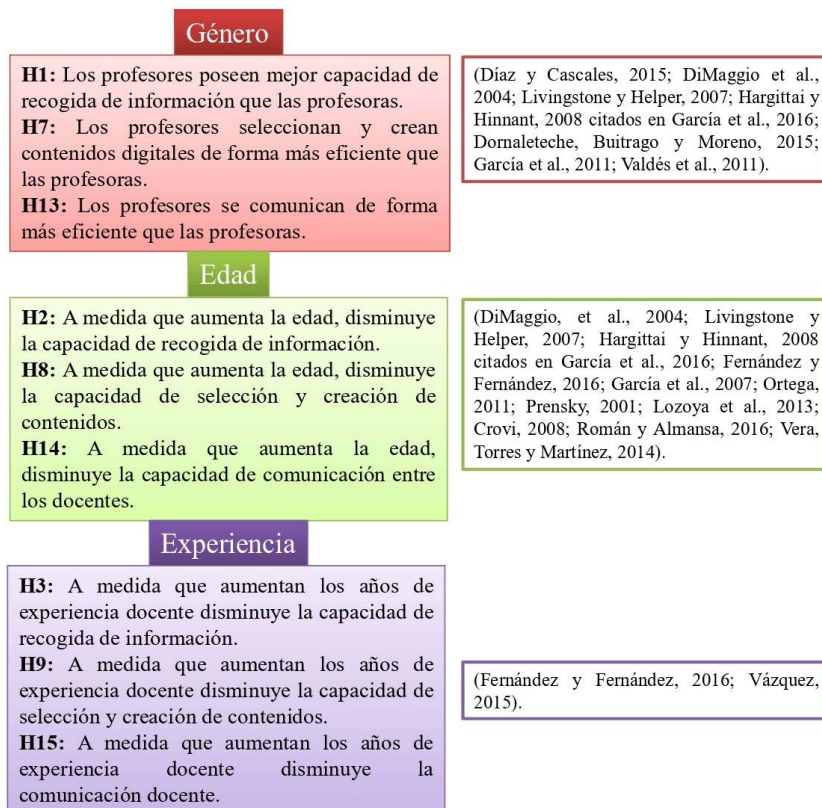 Género
H1: Los profesores poseen mejor capacidad de
recogida de información que las profesoras.
H7: Los profesores seleccionan y crean
contenidos digitales de forma más eficiente que
las profesoras.
H13: Los profesores se comunican de forma
más eficiente que las profesoras.
(Díaz y Cascales, 2015; DiMaggio et al.,
2004; Livingstone y Helper, 2007; Hargittai y
Hinnant, 2008 citados en García et al., 2016;
Dornaleteche, Buitrago y Moreno, 2015;
García et al., 2011; Valdés et al., 2011).
Edad
H2: A medida que aumenta la edad, disminuye
la capacidad de recogida de información.
H8: A medida que aumenta la edad, disminuye
la capacidad de selección y creación de
contenidos.
H14: A medida que aumenta la edad,
disminuye la capacidad de comunicación entre
los docentes.
(DiMaggio, et al., 2004; Livingstone y
Helper, 2007; Hargittai y Hinnant, 2008
citados en García et al., 2016; Fernández y
Fernández, 2016; García et al., 2007; Ortega,
2011; Prensky, 2001; Lozoya et al., 2013;
Crovi, 2008; Román y Almansa, 2016; Vera,
Torres y Martínez, 2014).
Experiencia
H3: A medida que aumentan los años de
experiencia docente disminuye la capacidad de
recogida de información.
H9: A medida que aumentan los años de
experiencia docente disminuye la capacidad de
selección y creación de contenidos.
H15: A medida que aumentan los años de
experiencia docente disminuye la
comunicación docente.
(Fernández y Fernández, 2016; Vázquez,
2015).